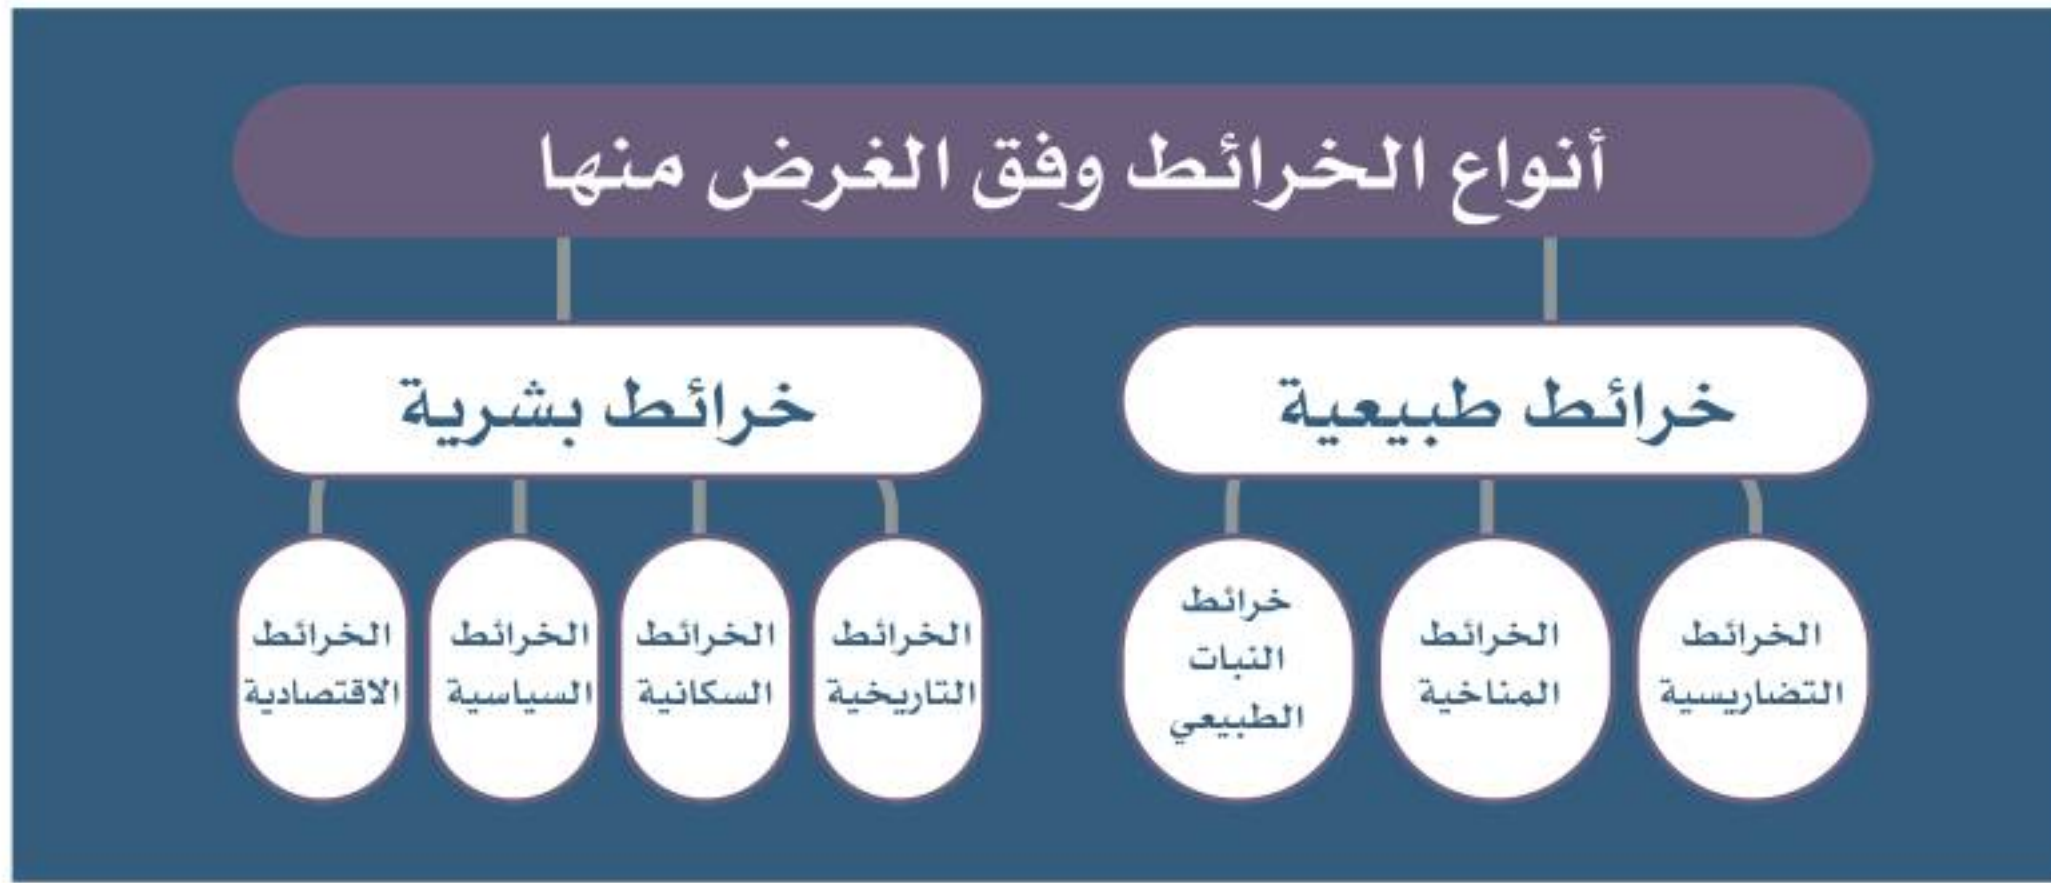 أنواع الخرائط وفق الغرض منها
خرائط طبيعية
خرائط بشرية
الخرائط
التضاريسية
الخرائط
المناخية
خرائط
النبات
الطبيعي
الخرائط
التاريخية
الخرائط
السكانية
الخرائط
السياسية
الخرائط
الاقتصادية